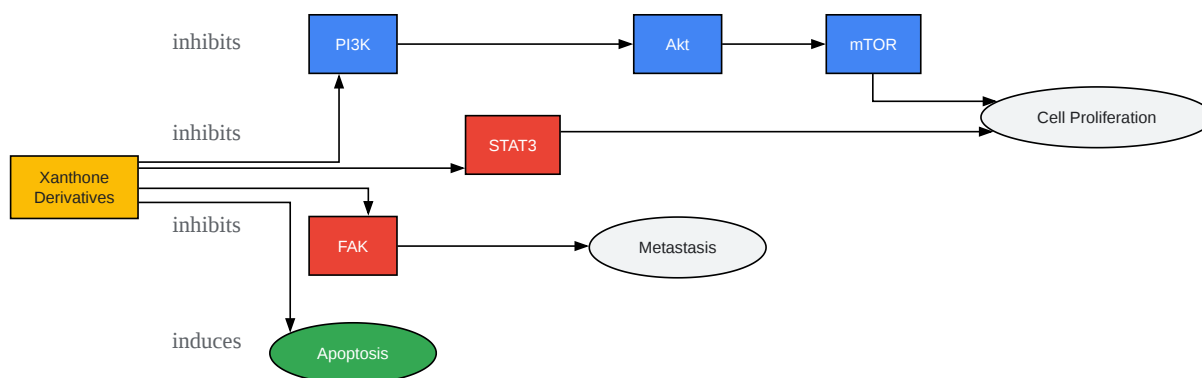 inhibits
PI3K
Akt
mTOR
Cell Proliferation
inhibits
STAT3
Xanthone
Derivatives
inhibits
FAK
Metastasis
induces
Apoptosis